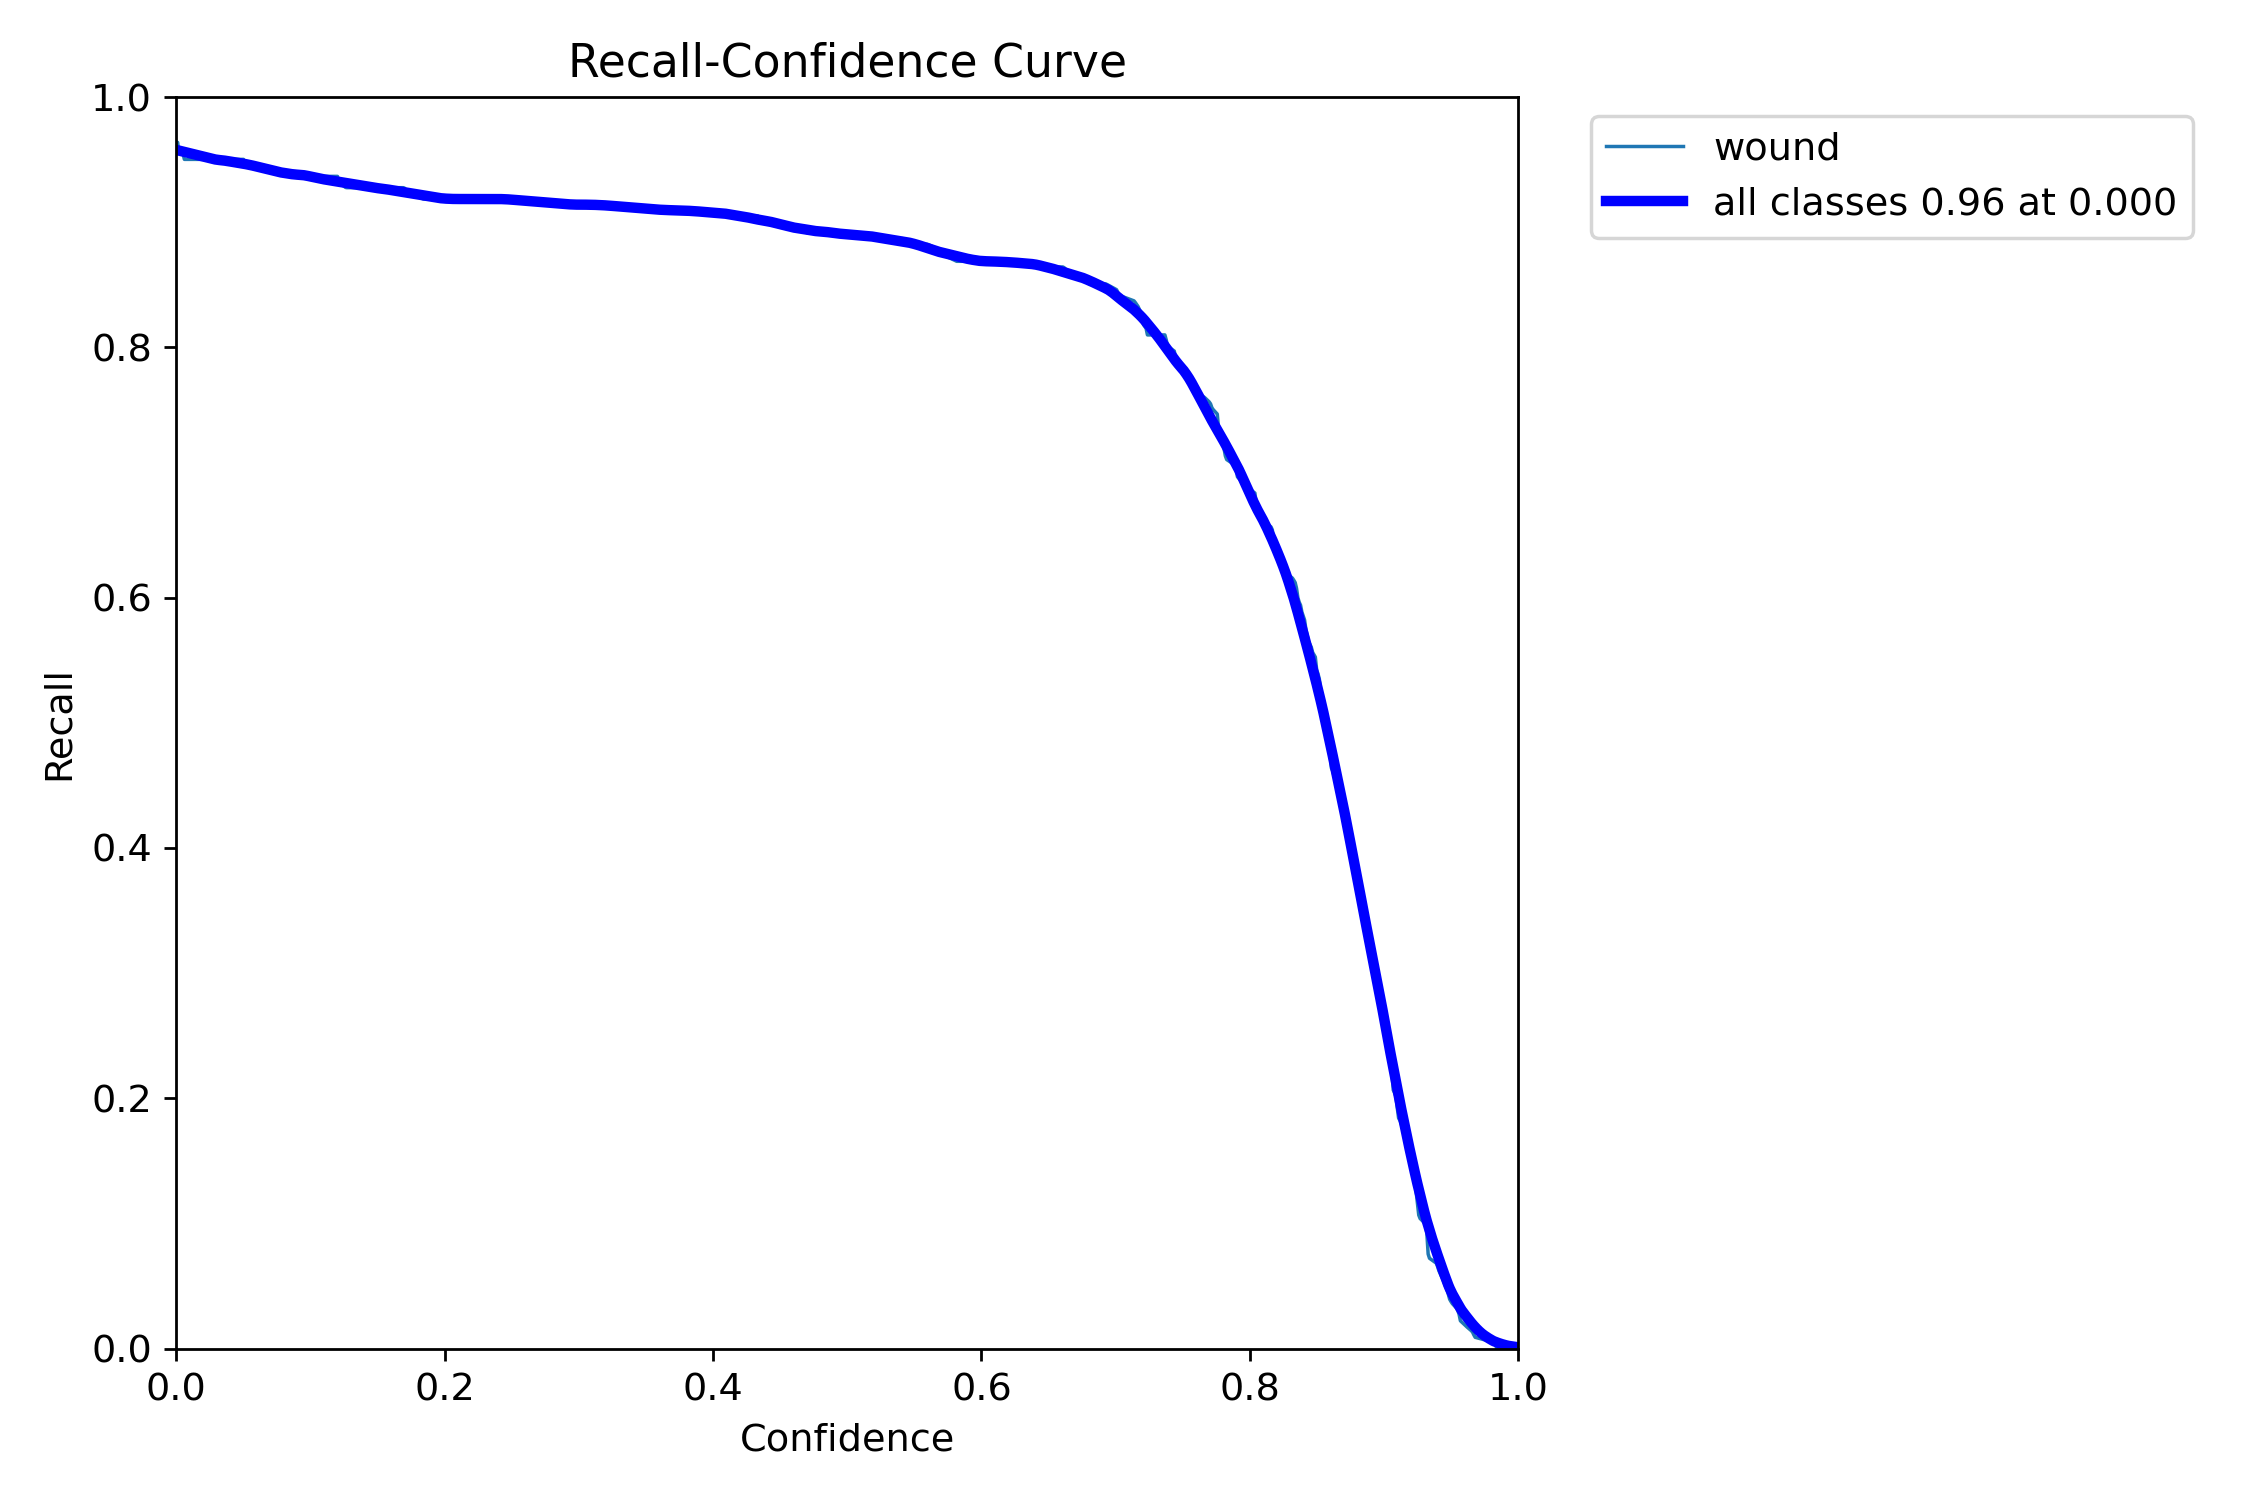 Recall-Confidence Curve
1.0
0.8
0.6
0.4
0.2
0.0
Recall
0.0 0.2 0.4 0.6 0.8 1.0
Confidence
wound
all classes 0.96 at 0.000